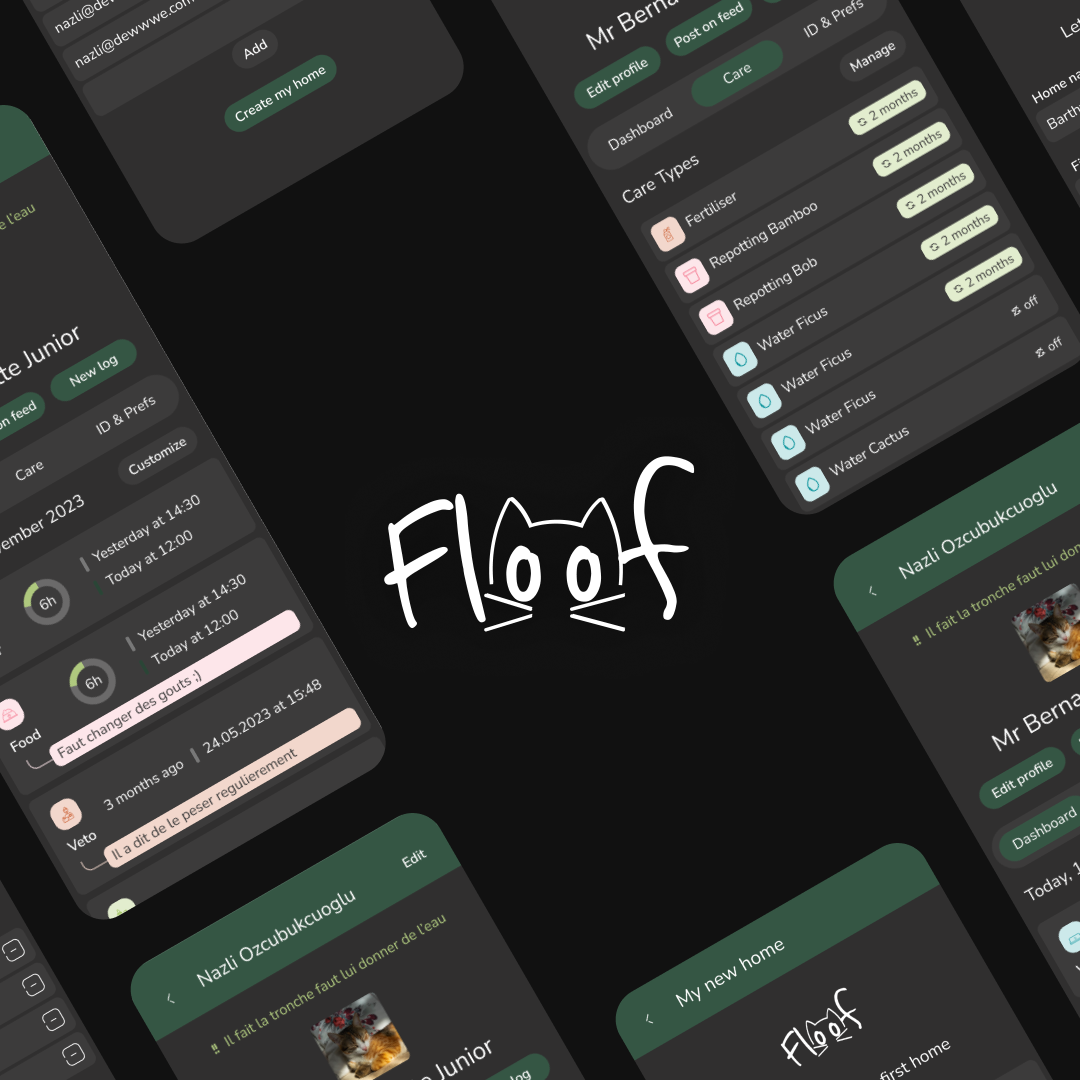 nazli@dewwwe.com
Add
Create my home
Mr Berna
Edit profile
Post on feed
Dashboard
Care
ID & Prefs
Manage
Care Types
Fertiliser
2 months
Repotting Bamboo
2 months
Repotting Bob
2 months
Water Ficus
2 months
Water Ficus
2 months
Water Ficus
off
Water Cactus
off
Home na
Barth
e l'eau
te Junior
on feed
New log
Care
ID & Prefs
Customize
vember 2023
6h
Yesterday at 14:30
Today at 12:00
6h
Yesterday at 14:30
Today at 12:00
Food
Faut changer des gouts ;)
3 months ago
24.05.2023 at 15:48
Veto
Il a dit de le peser regulierement
Floof
Nazli Ozcubukcuoglu
!! Il fait la tronche faut lui donner
Mr Berna
Edit profile
Dashboard
Today, 1
Nazli Ozcubukcuoglu
Edit
!! Il fait la tronche faut lui donner de l'eau
e Junior
log
My new home
Floof
first home